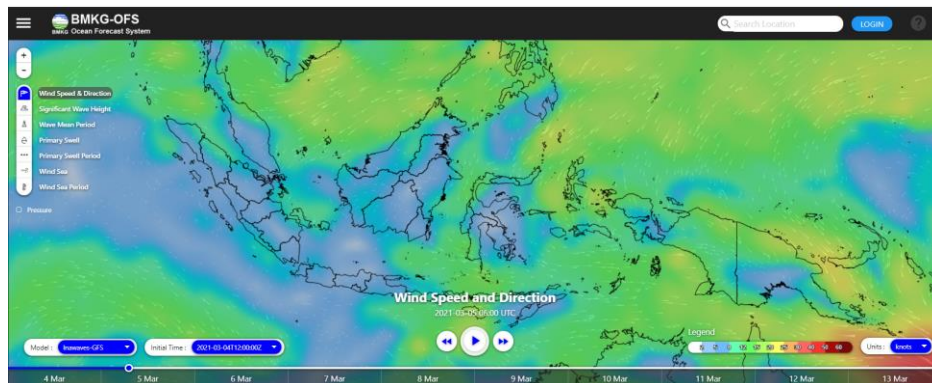 BMKG-OFS
BMKG Ocean Forecast System
Search Location
LOGIN
?
+
-
Wind Speed & Direction
Significant Wave Height
Wave Mean Period
Primary Swell
Primary Swell Period
Wind Sea
Wind Sea Period
Pressure
Wind Speed and Direction
2021-03-05 06:00 UTC
Model : Inawaves-GFS
Initial Time : 2021-03-04T12:00:00Z
Legend
Units : knots
4 Mar 5 Mar 6 Mar 7 Mar 8 Mar 9 Mar 10 Mar 11 Mar 12 Mar 13 Mar